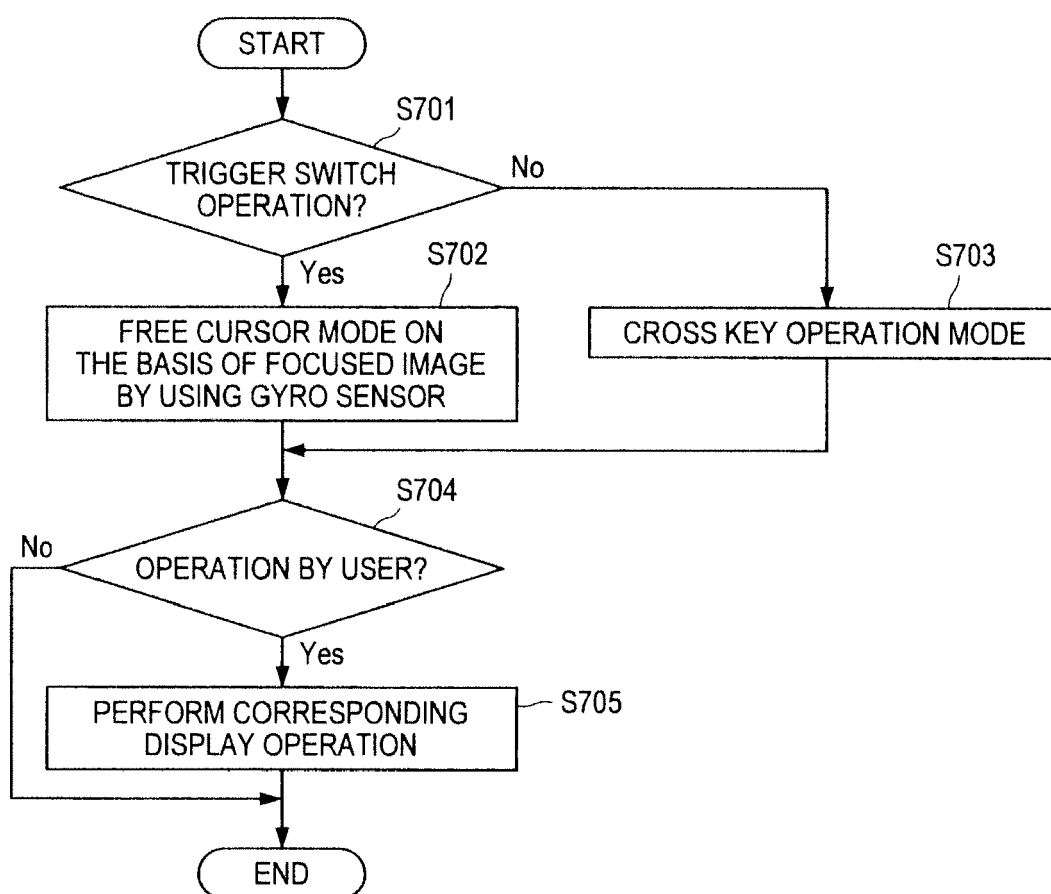 START
S701
TRIGGER SWITCH
OPERATION?
No
Yes
S702
S703
FREE CURSOR MODE ON
THE BASIS OF FOCUSED IMAGE
BY USING GYRO SENSOR
CROSS KEY OPERATION MODE
S704
No
OPERATION BY USER?
Yes
S705
PERFORM CORRESPONDING
DISPLAY OPERATION
END